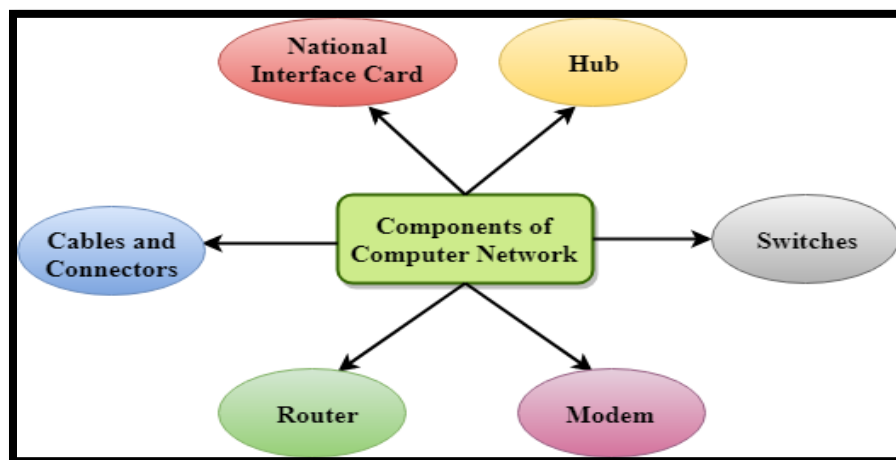 National
Interface Card
Hub
Cables and
Connectors
Components of
Computer Network
Switches
Router
Modem